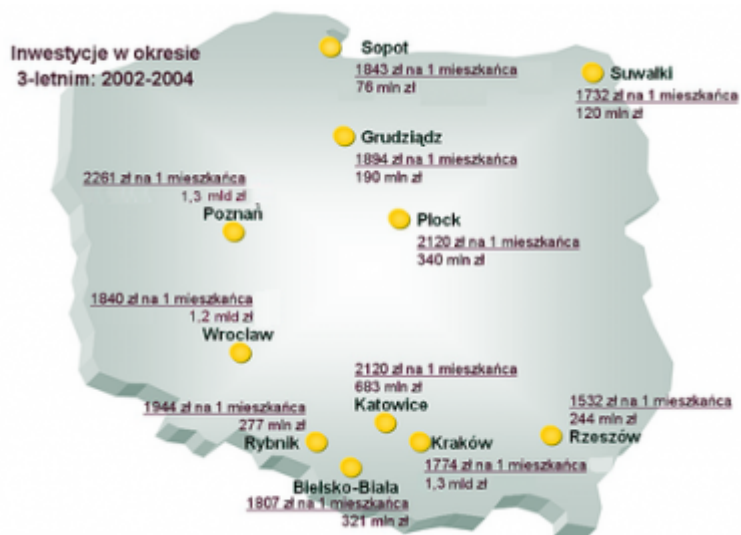 Inwestycje w okresie
3-letnim: 2002-2004
Sopot
1843 zł na 1 mieszkańca
76 mln zł
Suwałki
1732 zł na 1 mieszkańca
120 mln zł
Grudziądz
1894 zł na 1 mieszkańca
190 mln zł
2261 zł na 1 mieszkańca
1,3 mld zł
Poznań
Płock
2120 zł na 1 mieszkańca
340 mln zł
1840 zł na 1 mieszkańca
1,2 mld zł
Wrocław
2120 zł na 1 mieszkańca
683 mln zł
Katowice
1944 zł na 1 mieszkańca
277 mln zł
Rybnik
Kraków
1774 zł na 1 mieszkańca
1,3 mld zł
1532 zł na 1 mieszkańca
244 mln zł
Rzeszów
Bielsko-Biała
1807 zł na 1 mieszkańca
321 mln zł